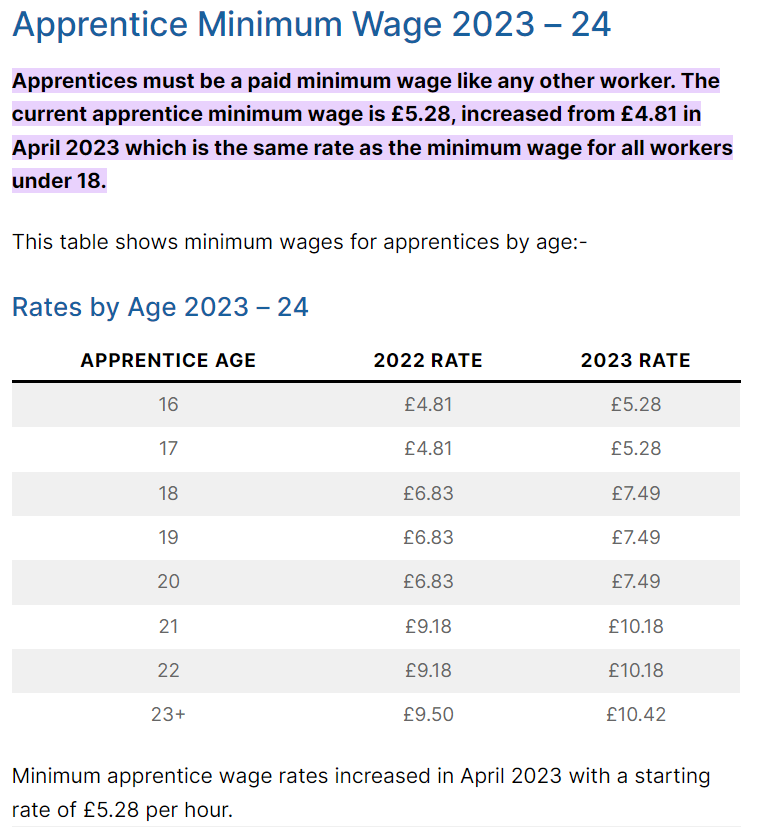 Apprentice Minimum Wage 2023 – 24
Apprentices must be a paid minimum wage like any other worker. The
current apprentice minimum wage is £5.28, increased from £4.81 in
April 2023 which is the same rate as the minimum wage for all workers
under 18.
This table shows minimum wages for apprentices by age:-
Rates by Age 2023 – 24
APPRENTICE AGE 2022 RATE 2023 RATE
16 £4.81 £5.28
17 £4.81 £5.28
18 £6.83 £7.49
19 £6.83 £7.49
20 £6.83 £7.49
21 £9.18 £10.18
22 £9.18 £10.18
23+ £9.50 £10.42
Minimum apprentice wage rates increased in April 2023 with a starting
rate of £5.28 per hour.